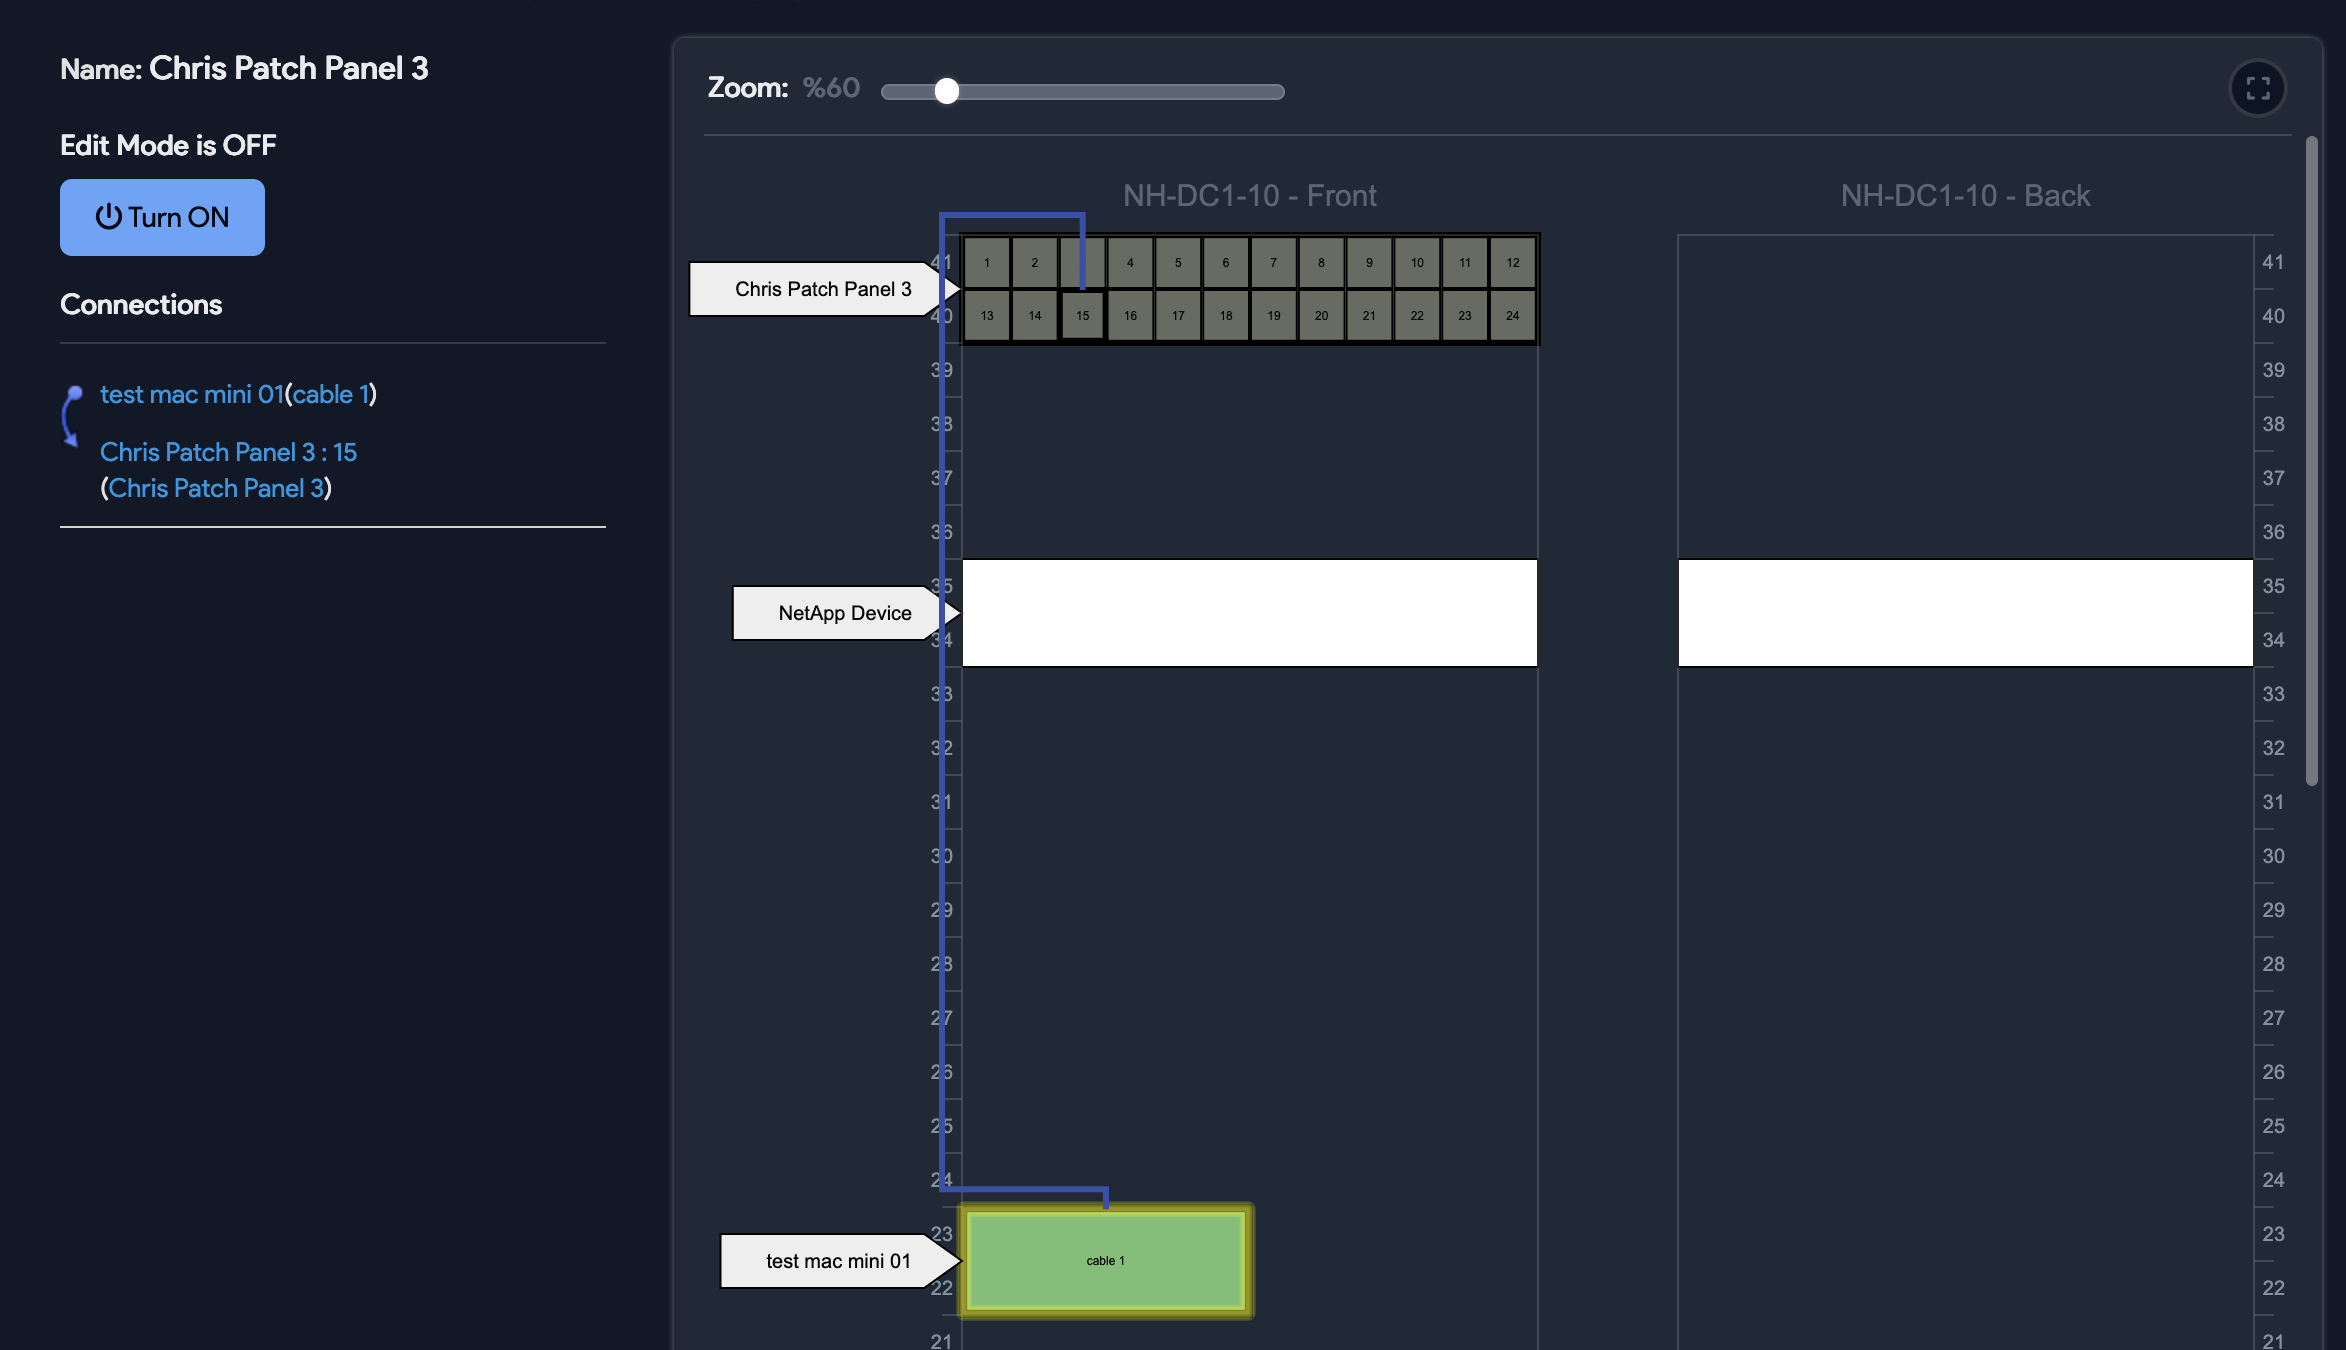 Name: Chris Patch Panel 3
Edit Mode is OFF
Turn ON
Connections
test mac mini 01(cable 1)
Chris Patch Panel 3 : 15
(Chris Patch Panel 3)
Zoom: %60
NH-DC1-10 - Front
NH-DC1-10 - Back
Chris Patch Panel 3
1 2 4 5 6 7 8 9 10 11 12
13 14 15 16 17 18 19 20 21 22 23 24
41 41
40 40
39 39
38 38
37 37
36 36
35 35
NetApp Device
34 34
33 33
32 32
31 31
30 30
29 29
28 28
27 27
26 26
25 25
24 24
23 23
test mac mini 01 cable 1
22 22
21 21